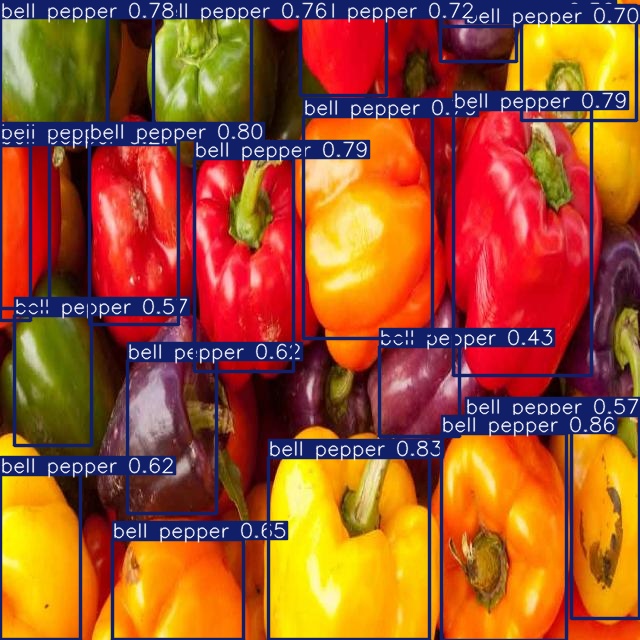 bell pepper 0.78
ll pepper 0.76
pepper 0.72
bell pepper 0.70
bell pepper 0.79
bell pepper 0.80
bell pepper 0.79
bell pepper 0.57
bell pepper 0.43
bell pepper 0.62
bell pepper 0.57
bell pepper 0.86
bell pepper 0.83
bell pepper 0.62
bell pepper 0.65